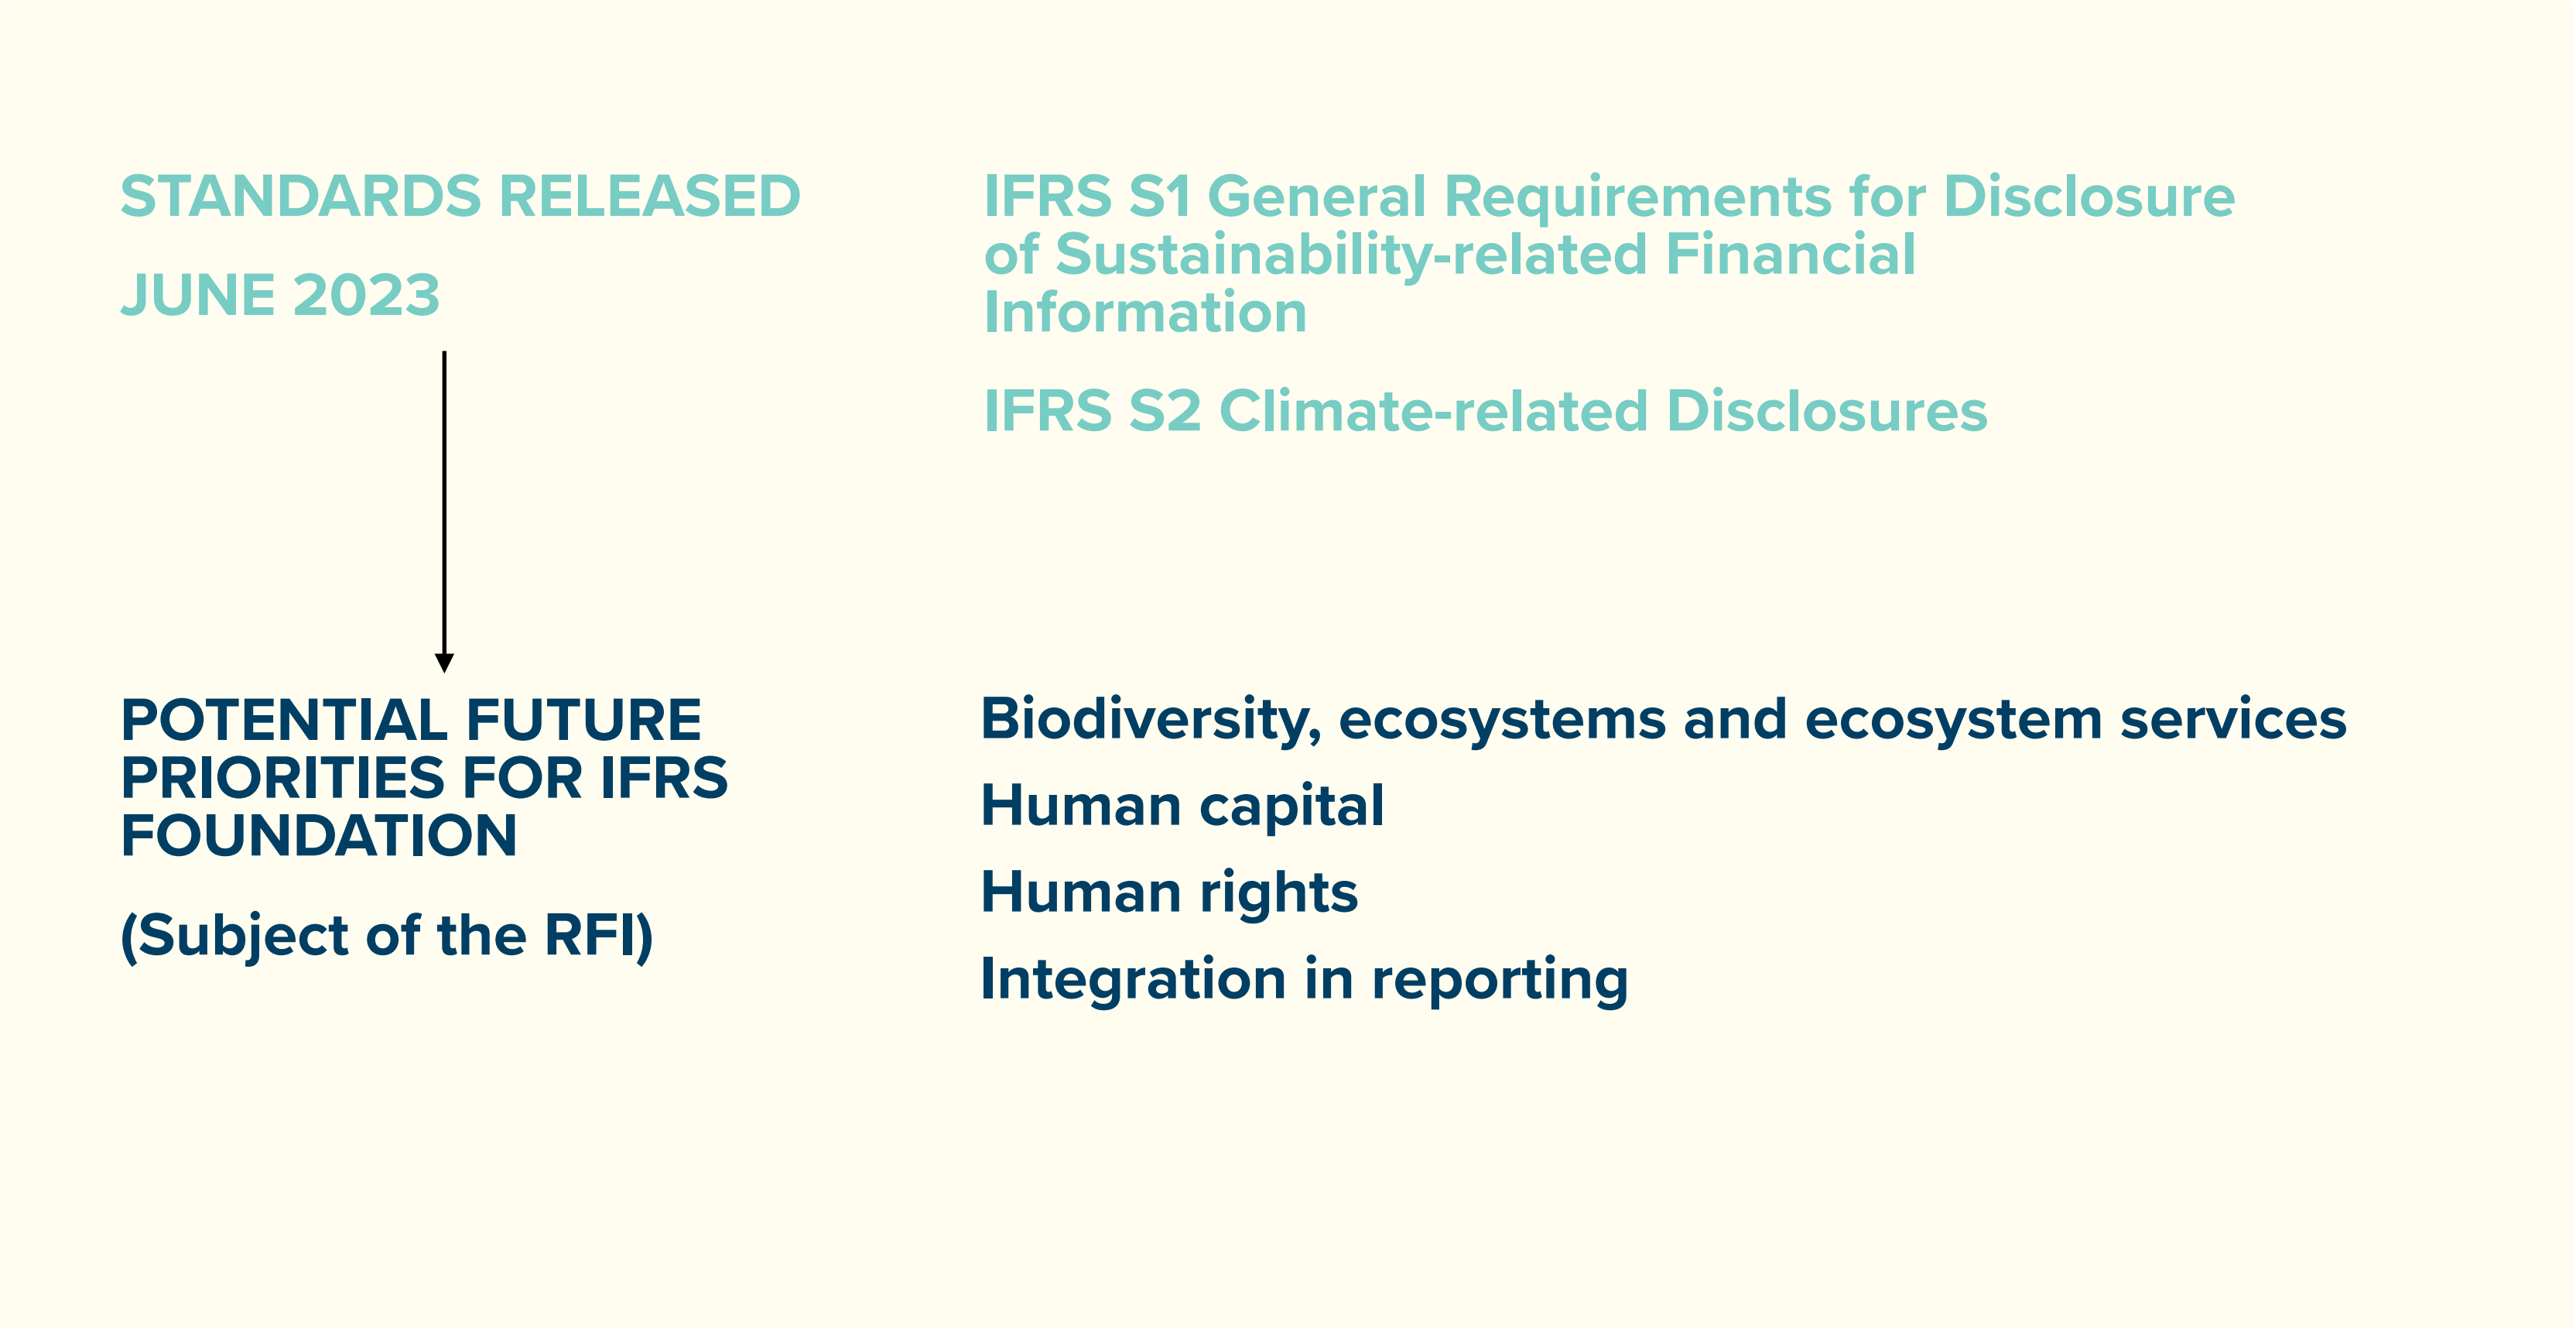 STANDARDS RELEASED
JUNE 2023
IFRS S1 General Requirements for Disclosure
of Sustainability-related Financial
Information
IFRS S2 Climate-related Disclosures
POTENTIAL FUTURE
PRIORITIES FOR IFRS
FOUNDATION
(Subject of the RFI)
Biodiversity, ecosystems and ecosystem services
Human capital
Human rights
Integration in reporting